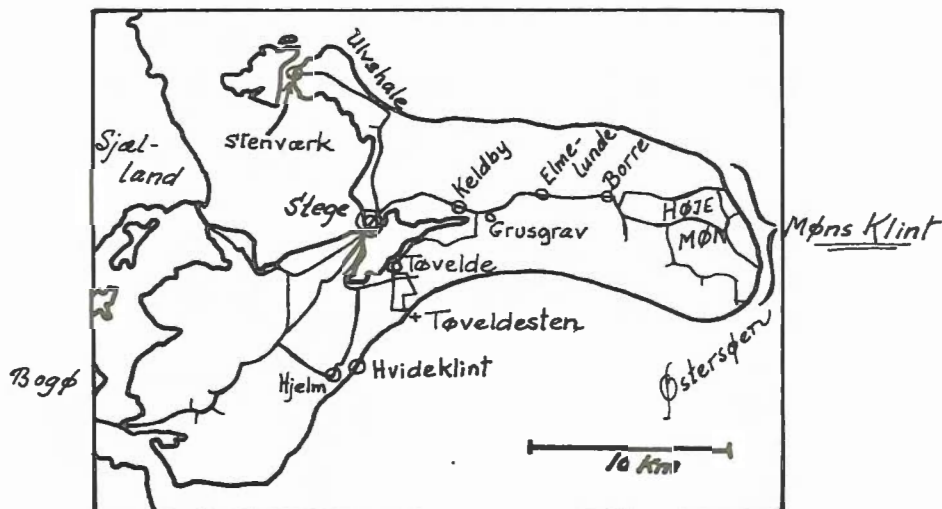 Ulvshale
Stenværk
Sjæl-
land
Stege
Keldby
Elme-
lunde
Borre
HØJE
MØN
Møns Klint
Grusgrav
Tøvelde
Tøveldesten
Bogø
Hjelm
Hvideklint
Østersøen
10 Km